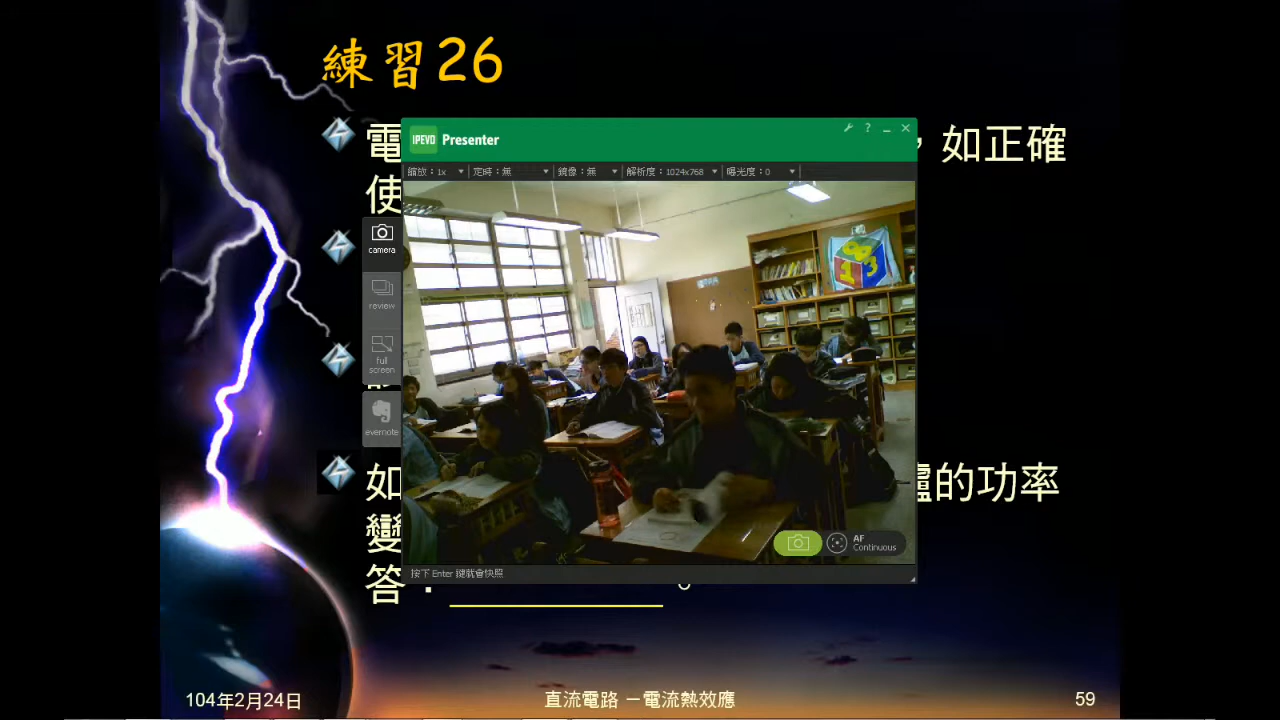 練習26
電
，如正確
使
IPEVO Presenter
縮放：1x 定時：無 鏡像：無 解析度：1024x768 曝光度：0
camera
review
full
screen
evernote
AF
Continuous
按下 Enter 鍵就會快照
如
爐的功率
變
答：＿＿＿＿。
104年2月24日
直流電路 －電流熱效應
59